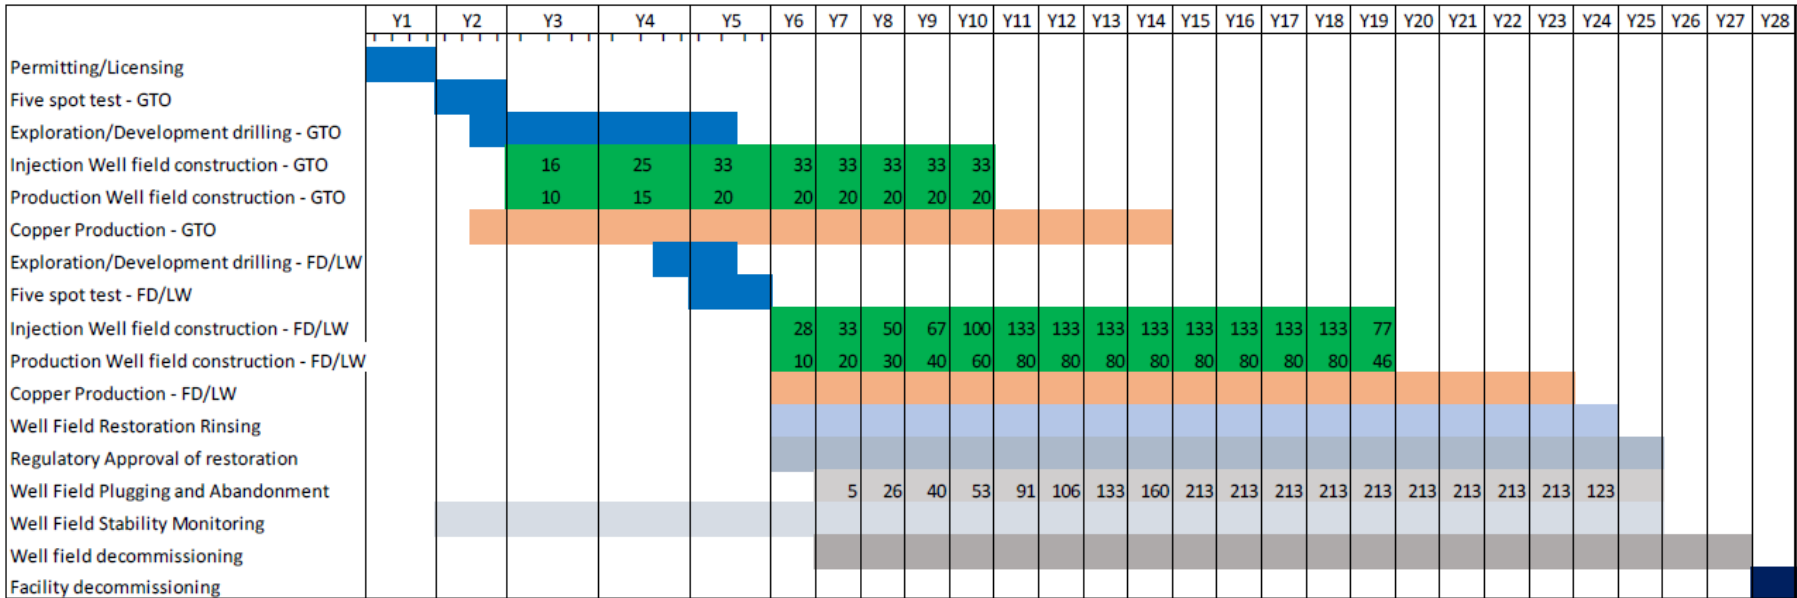 Y1 Y2 Y3 Y4 Y5 Y6 Y7 Y8 Y9 Y10 Y11 Y12 Y13 Y14 Y15 Y16 Y17 Y18 Y19 Y20 Y21 Y22 Y23 Y24 Y25 Y26 Y27 Y28
Permitting/Licensing
Five spot test - GTO
Exploration/Development drilling - GTO
Injection Well field construction - GTO 16 25 33 33 33 33 33 33
Production Well field construction - GTO 10 15 20 20 20 20 20 20
Copper Production - GTO
Exploration/Development drilling - FD/LW
Five spot test - FD/LW
Injection Well field construction - FD/LW 28 33 50 67 100 133 133 133 133 133 133 133 133 77
Production Well field construction - FD/LW 10 20 30 40 60 80 80 80 80 80 80 80 80 46
Copper Production - FD/LW
Well Field Restoration Rinsing
Regulatory Approval of restoration
Well Field Plugging and Abandonment 5 26 40 53 91 106 133 160 213 213 213 213 213 213 213 213 213 123
Well Field Stability Monitoring
Well field decommissioning
Facility decommissioning